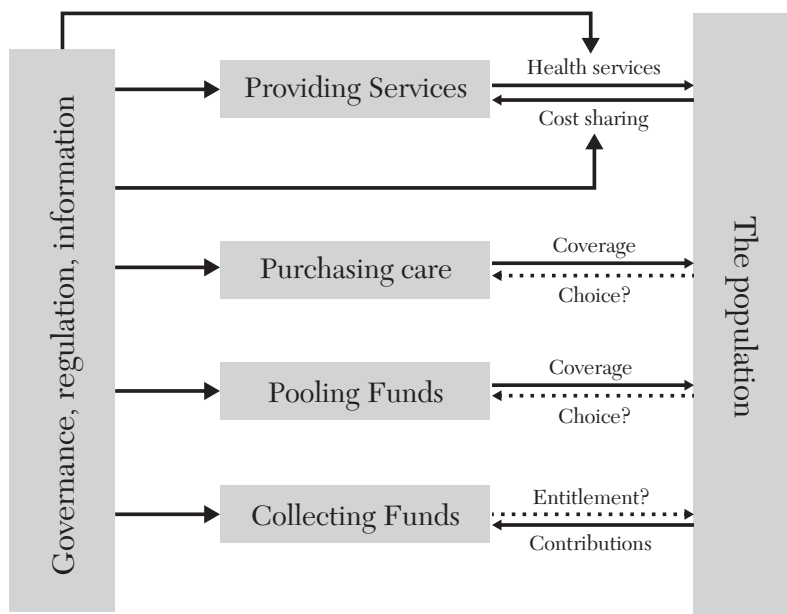 Governance, regulation, information
Providing Services
Health services
Cost sharing
Purchasing care
Coverage
Choice?
Pooling Funds
Coverage
Choice?
Collecting Funds
Entitlement?
Contributions
The population